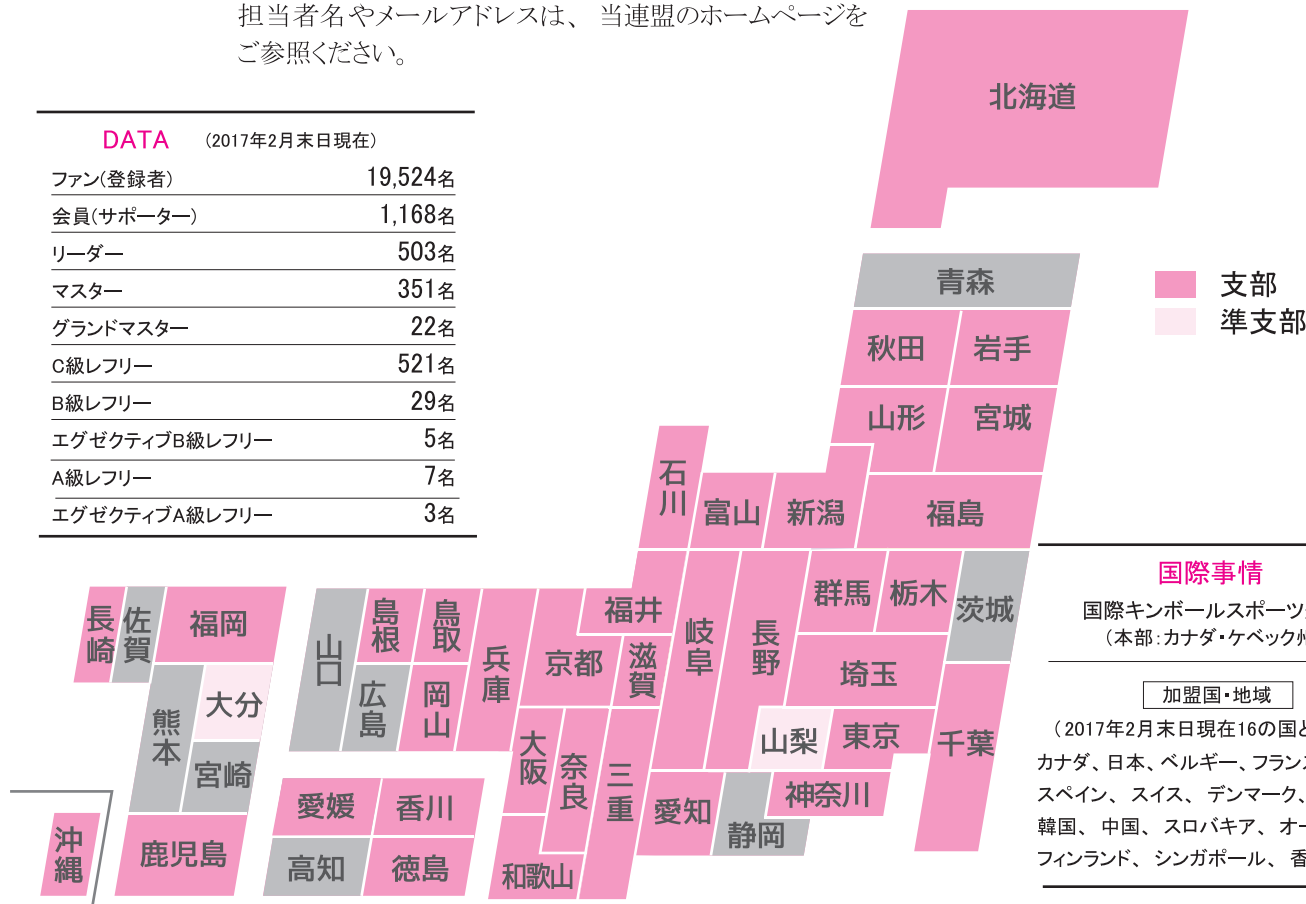 担当者名やメールアドレスは、当連盟のホームページを
ご参照ください。
DATA (2017年2月末日現在)
ファン(登録者) 19,524名
会員(サポーター) 1,168名
リーダー 503名
マスター 351名
グランドマスター 22名
C級レフリー 521名
B級レフリー 29名
エグゼクティブB級レフリー 5名
A級レフリー 7名
エグゼクティブA級レフリー 3名
支部
準支部
北海道
青森
秋田
岩手
山形
宮城
石川
富山
新潟
福島
福井
岐阜
長野
群馬
栃木
茨城
埼玉
山梨
東京
千葉
神奈川
静岡
愛知
三重
滋賀
京都
大阪
奈良
和歌山
兵庫
鳥取
島根
岡山
広島
山口
愛媛
香川
高知
徳島
福岡
佐賀
長崎
大分
熊本
宮崎
鹿児島
沖縄
国際事情
国際キンボールスポーツ
(本部:カナダ・ケベック州
加盟国・地域
(2017年2月末日現在16の国と
カナダ、日本、ベルギー、フランス
スペイン、スイス、デンマーク、
韓国、中国、スロバキア、オー
フィンランド、シンガポール、香